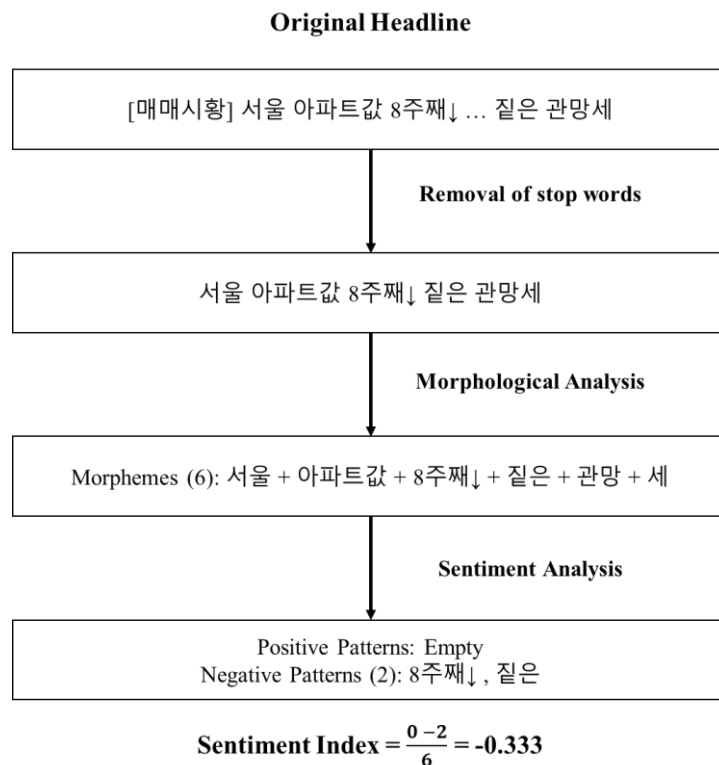 Original Headline
[매매시황] 서울 아파트값 8주째↓ … 짙은 관망세
Removal of stop words
서울 아파트값 8주째↓ 짙은 관망세
Morphological Analysis
Morphemes (6): 서울 + 아파트값 + 8주째↓ + 짙은 + 관망 + 세
Sentiment Analysis
Positive Patterns: Empty
Negative Patterns (2): 8주째↓ , 짙은
Sentiment Index = \frac{0 - 2}{6} = -0.333